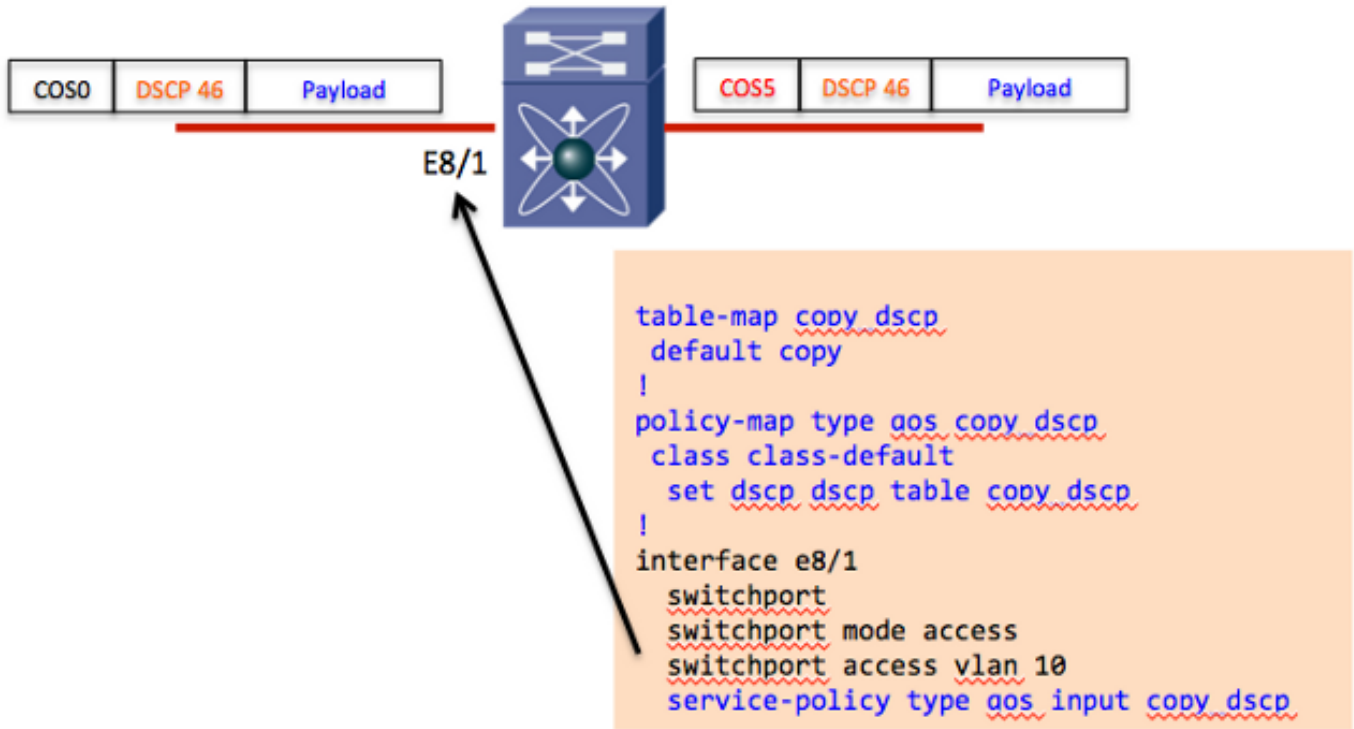 COS0 DSCP 46 Payload
COS5 DSCP 46 Payload
E8/1
table-map copy_dscp
default copy
!
policy-map type qos copy_dscp
class class-default
set dscp dscp table copy_dscp
!
interface e8/1
switchport
switchport mode access
switchport access vlan 10
service-policy type qos input copy_dscp